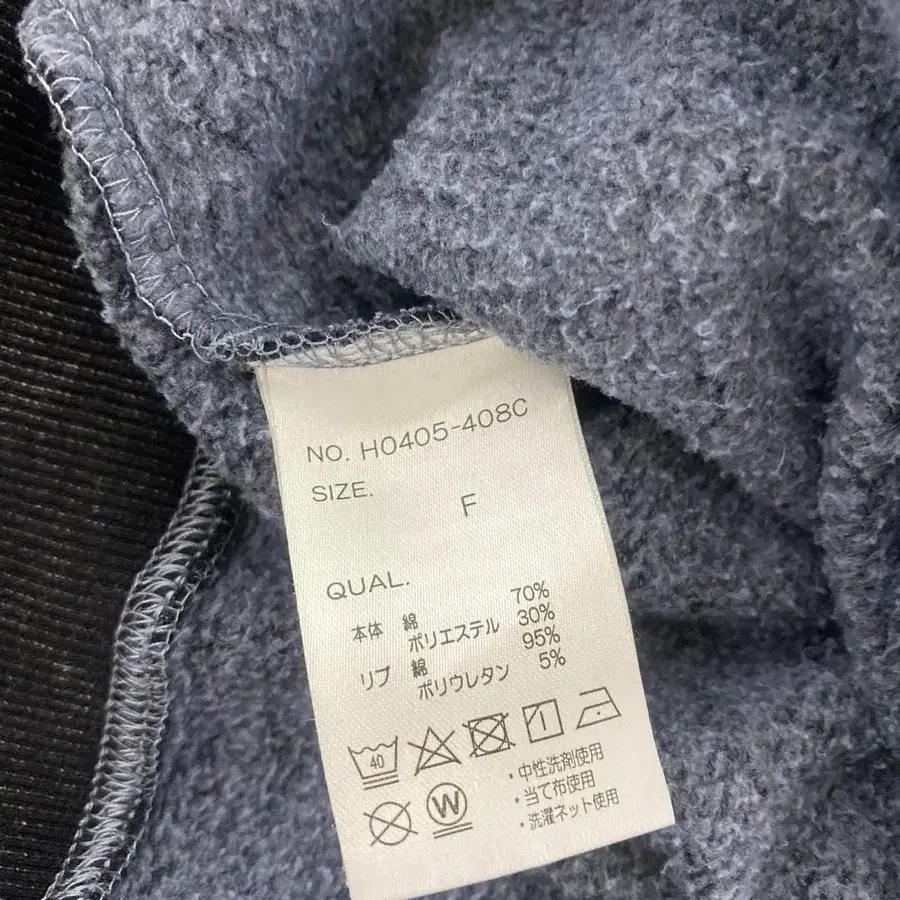 NO. H0405-408C
SIZE.
F
QUAL.
本体 綿 70%
ポリエステル 30%
リブ 綿 95%
ポリウレタン 5%
40
W
・中性洗剤使用
・当て布使用
・洗濯ネット使用